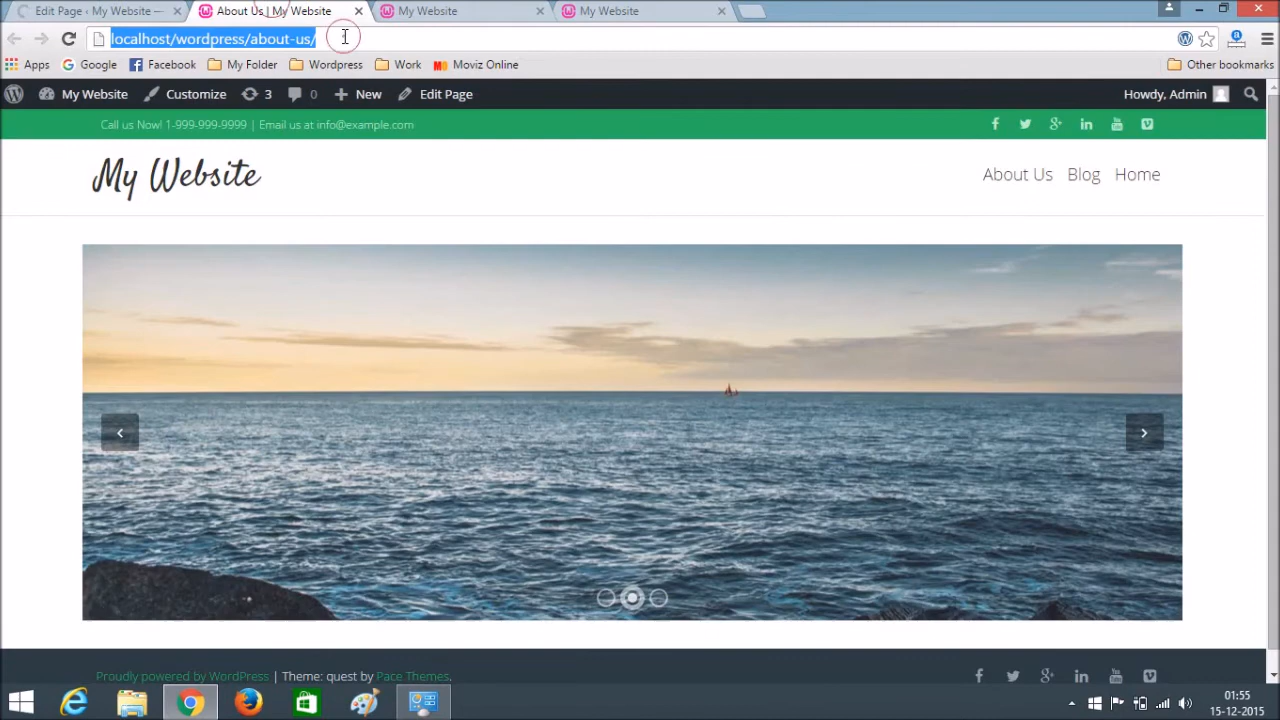 Edit Page ‹ My Website —
About Us | My Website
My Website
My Website
localhost/wordpress/about-us/
Apps
Google
Facebook
My Folder
Wordpress
Work
Moviz Online
Other bookmarks
My Website
Customize
3
0
New
Edit Page
Howdy, Admin
Call us Now! 1-999-999-9999 | Email us at info@example.com
My Website
About Us
Blog
Home
Proudly powered by WordPress | Theme: quest by Pace Themes.
01:55
15-12-2015